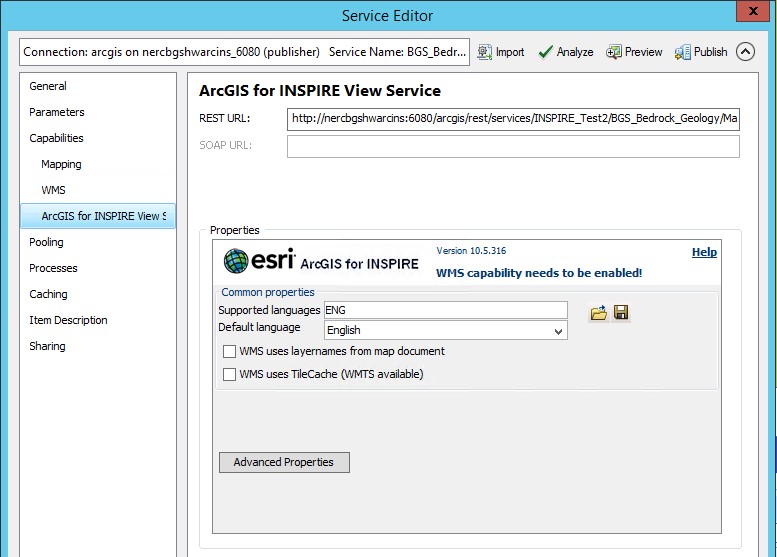 Service Editor
x
Connection: arcgis on nercbgshwarcins_6080 (publisher) Service Name: BGS_Bedr... Import Analyze Preview Publish
General
Parameters
Capabilities
Mapping
WMS
ArcGIS for INSPIRE View S
Pooling
Processes
Caching
Item Description
Sharing
ArcGIS for INSPIRE View Service
REST URL: http://nercbgshwarcins:6080/arcgis/rest/services/INSPIRE_Test2/BGS_Bedrock_Geology/Ma
SOAP URL:
Properties
esri ArcGIS for INSPIRE
Version 10.5.316 Help
WMS capability needs to be enabled!
Common properties
Supported languages ENG
Default language English
WMS uses layernames from map document
WMS uses TileCache (WMTS available)
Advanced Properties